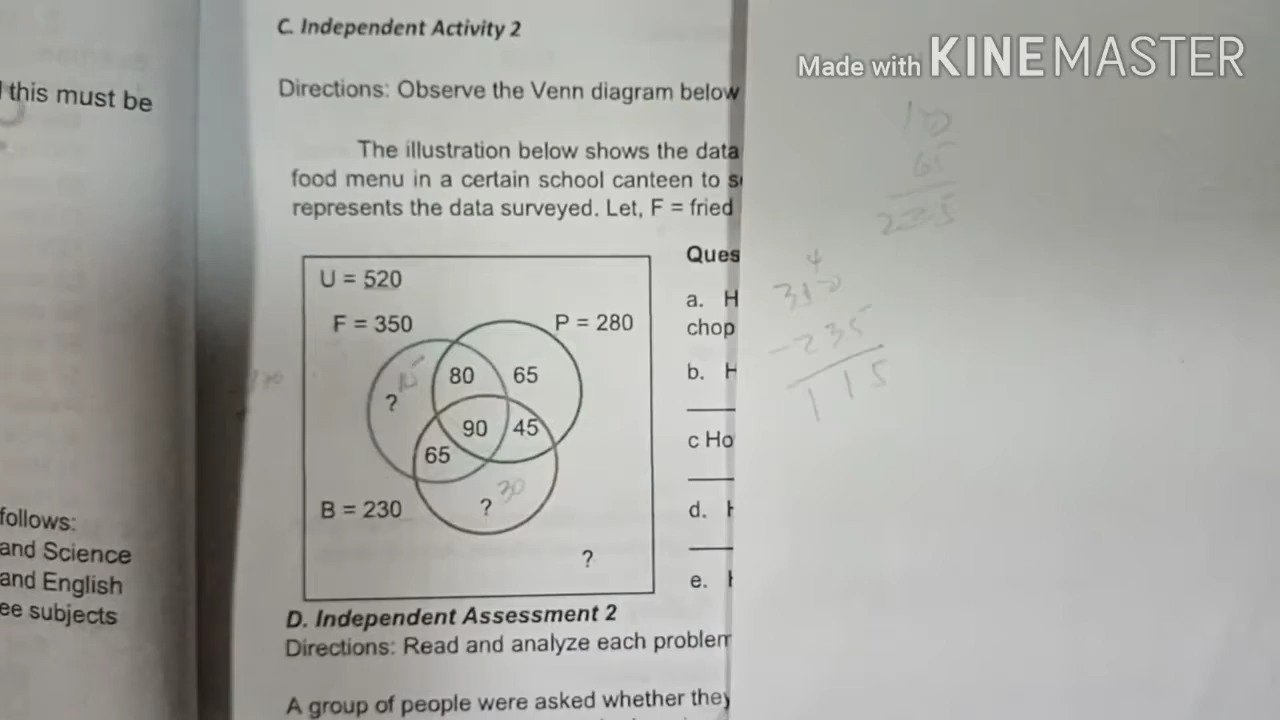 Made with KINEMASTER
this must be
follows:
and Science
and English
ee subjects
C. Independent Activity 2
Directions: Observe the Venn diagram below
The illustration below shows the data
food menu in a certain school canteen to s
represents the data surveyed. Let, F = fried
U = 520
F = 350
P = 280
80 65
?
90 45
65
B = 230
? 30
?
Ques
a. H
chop
b. H
c Ho
d. H
e. H
D. Independent Assessment 2
Directions: Read and analyze each problem
A group of people were asked whether they
65
235
- 235
115